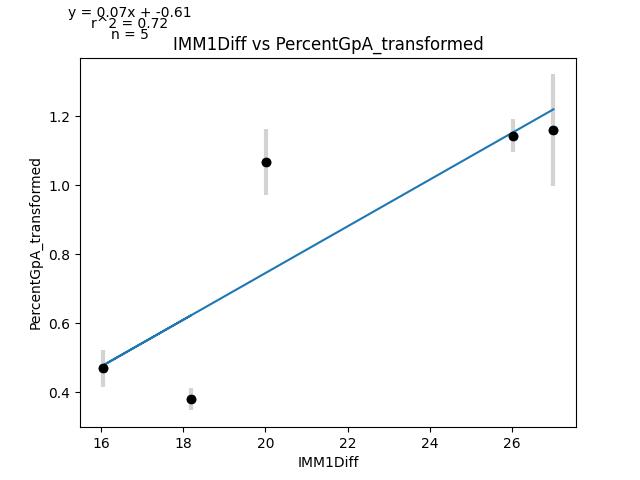 y = 0.07x + -0.61
r^2 = 0.72
n = 5
IMM1Diff vs PercentGpA_transformed
PercentGpA_transformed
1.2
1.0
0.8
0.6
0.4
16 18 20 22 24 26
IMM1Diff